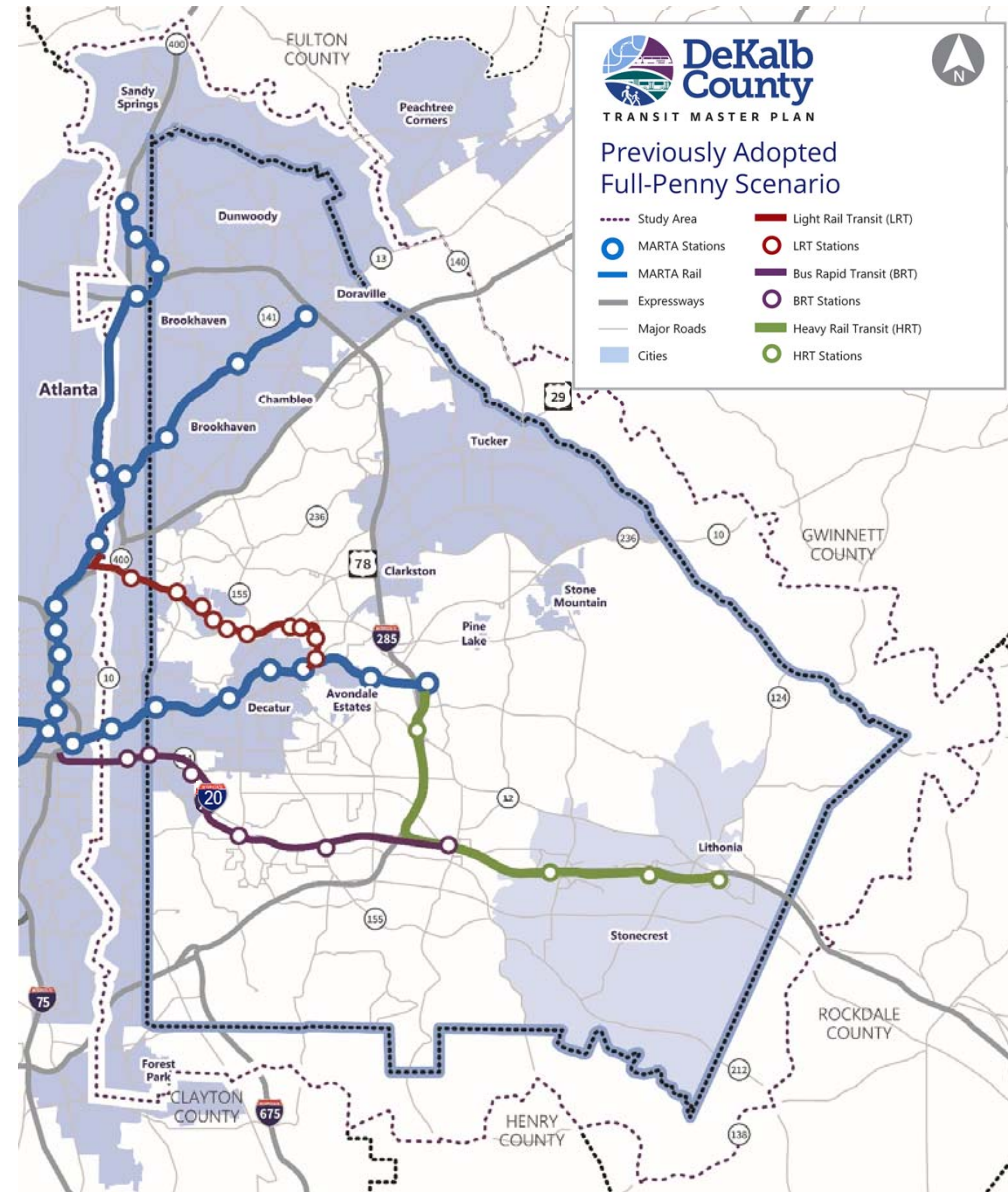 DeKalb
County
TRANSIT MASTER PLAN
N
Previously Adopted
Full-Penny Scenario
Study Area
MARTA Stations
MARTA Rail
Expressways
Major Roads
Cities
Light Rail Transit (LRT)
LRT Stations
Bus Rapid Transit (BRT)
BRT Stations
Heavy Rail Transit (HRT)
HRT Stations
400
FULTON
COUNTY
Sandy
Springs
Peachtree
Corners
Dunwoody
13
140
Doraville
Brookhaven
141
Atlanta
Chamblee
29
Brookhaven
Tucker
236
236
10
GWINNETT
COUNTY
400
78
Clarkston
155
Stone
Mountain
Pine
Lake
285
10
Avondale
Estates
Decatur
124
20
12
Lithonia
155
Stonecrest
75
ROCKDALE
COUNTY
Forest
Park
212
CLAYTON
COUNTY
675
HENRY
COUNTY
138